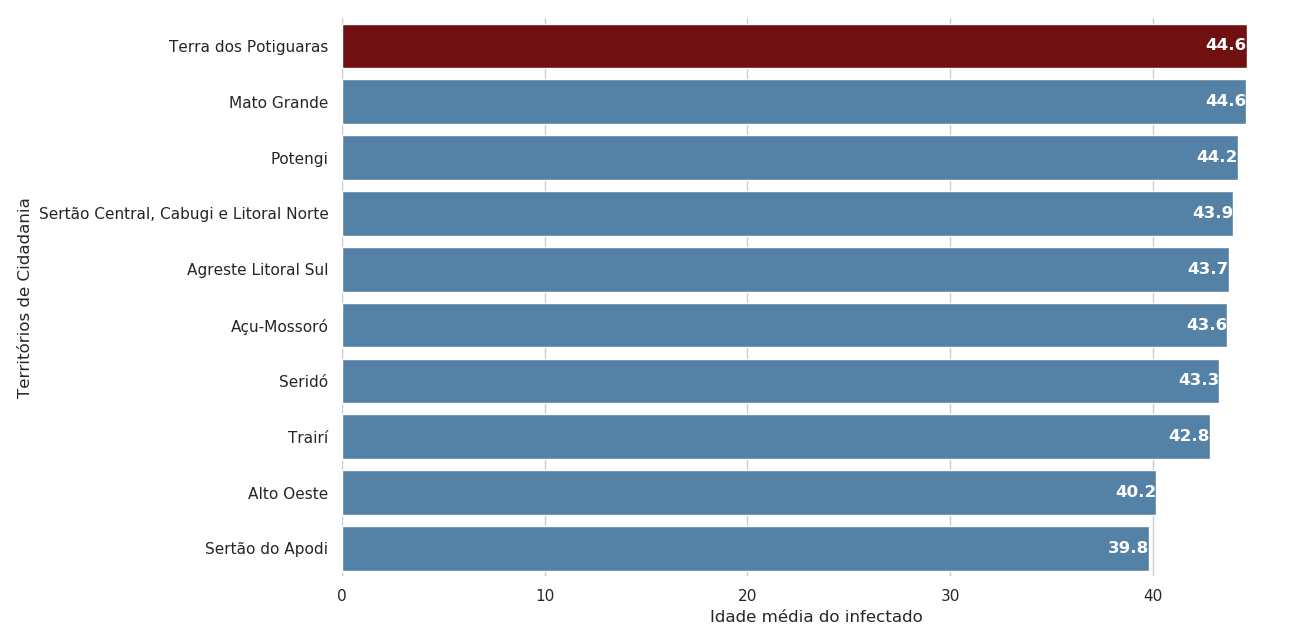 Terra dos Potiguaras 44.6
Mato Grande 44.6
Potengi 44.2
Sertão Central, Cabugi e Litoral Norte 43.9
Agreste Litoral Sul 43.7
Açu-Mossoró 43.6
Seridó 43.3
Trairí 42.8
Alto Oeste 40.2
Sertão do Apodi 39.8
Territórios de Cidadania
0 10 20 30 40
Idade média do infectado